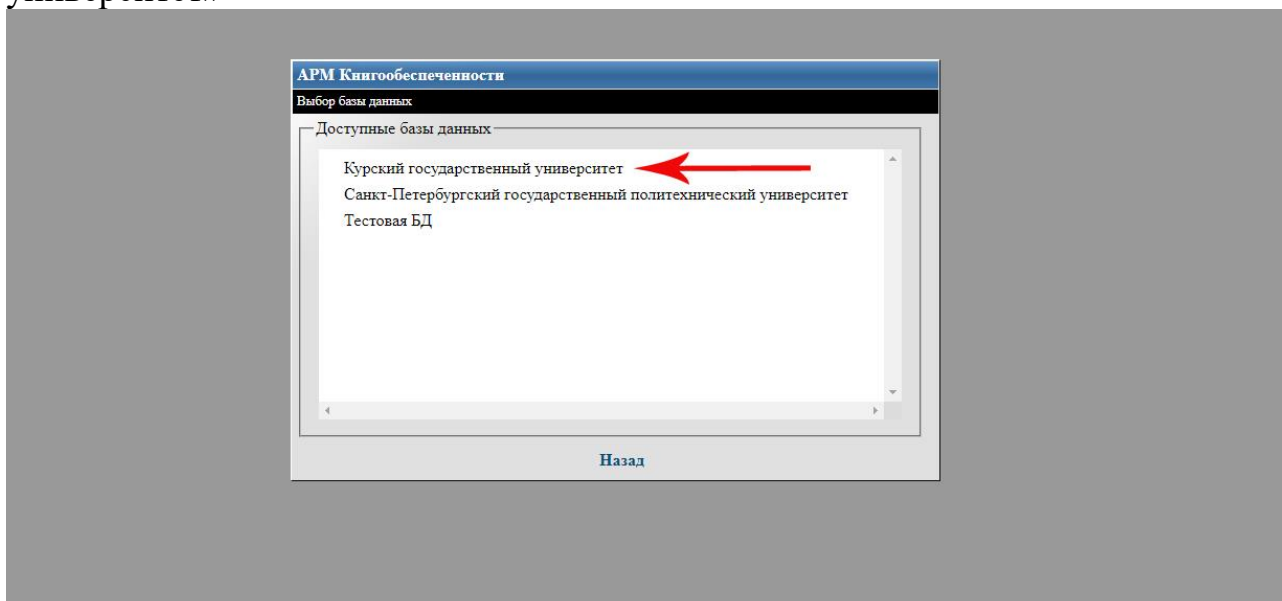 АРМ Книгообеспеченности
Выбор базы данных
Доступные базы данных
Курский государственный университет
Санкт-Петербургский государственный политехнический университет
Тестовая БД
Назад